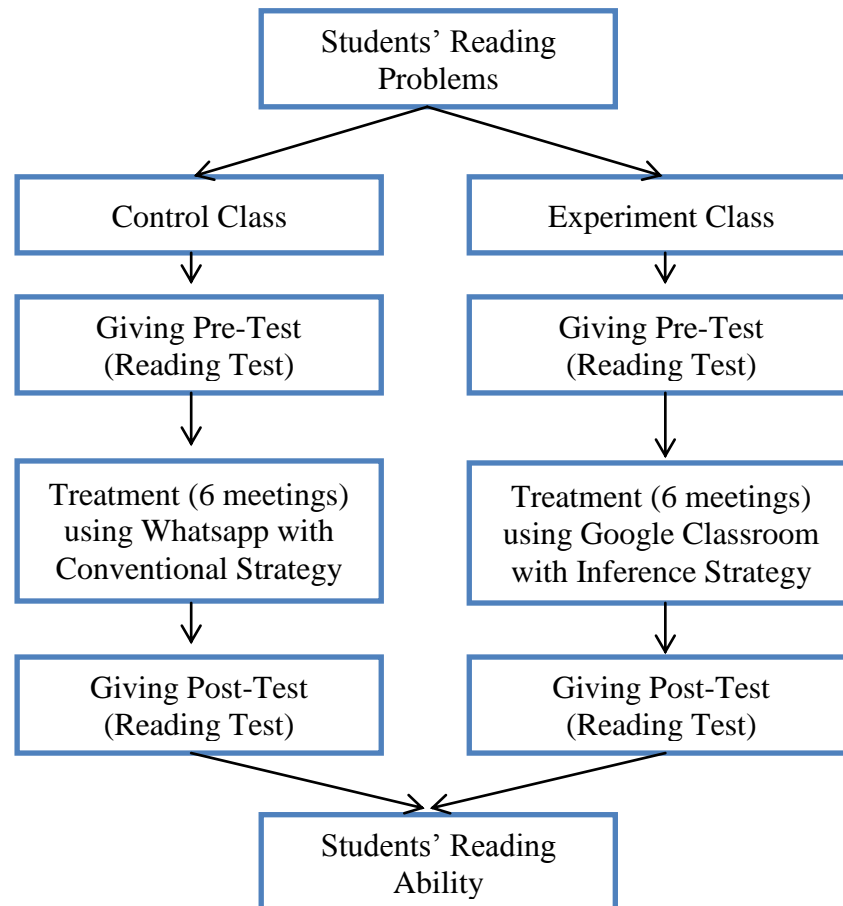 Students’ Reading
Problems
Control Class
Experiment Class
Giving Pre-Test
(Reading Test)
Giving Pre-Test
(Reading Test)
Treatment (6 meetings)
using Whatsapp with
Conventional Strategy
Treatment (6 meetings)
using Google Classroom
with Inference Strategy
Giving Post-Test
(Reading Test)
Giving Post-Test
(Reading Test)
Students’ Reading
Ability